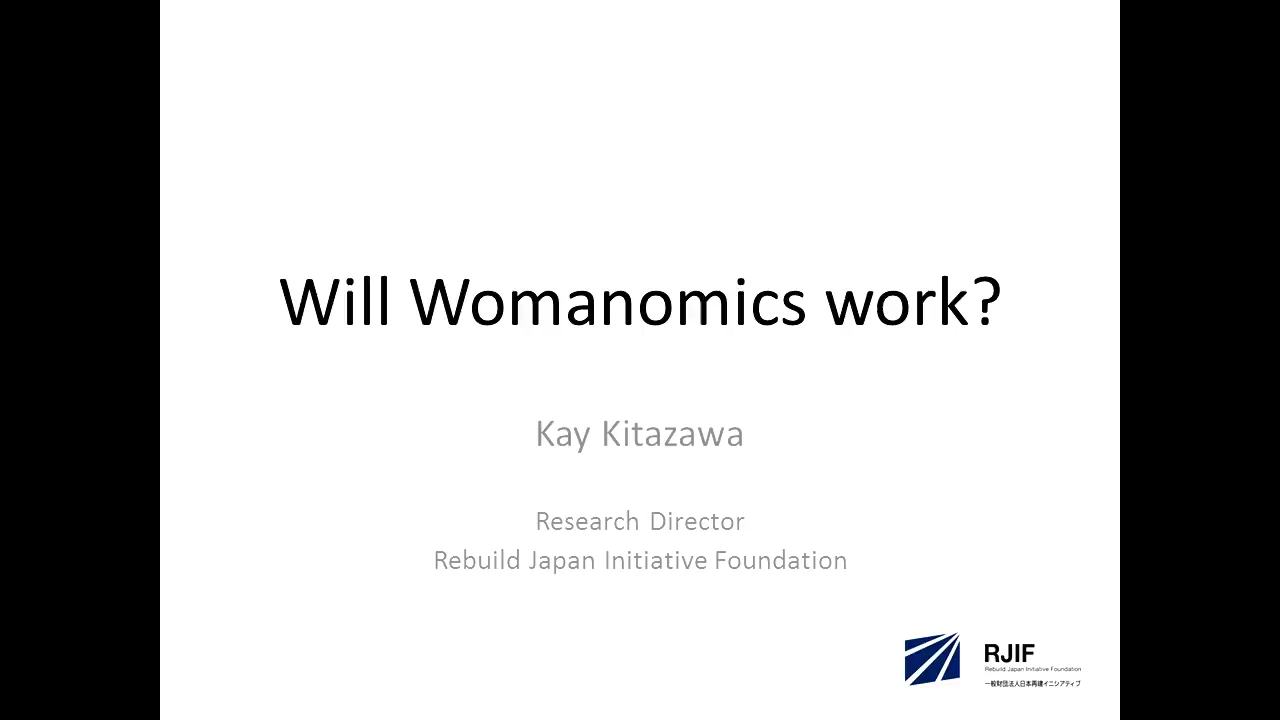 Will Womanomics work?
Kay Kitazawa
Research Director
Rebuild Japan Initiative Foundation
RJIF
Rebuild Japan Initiative Foundation
一般財団法人日本再建イニシアティブ